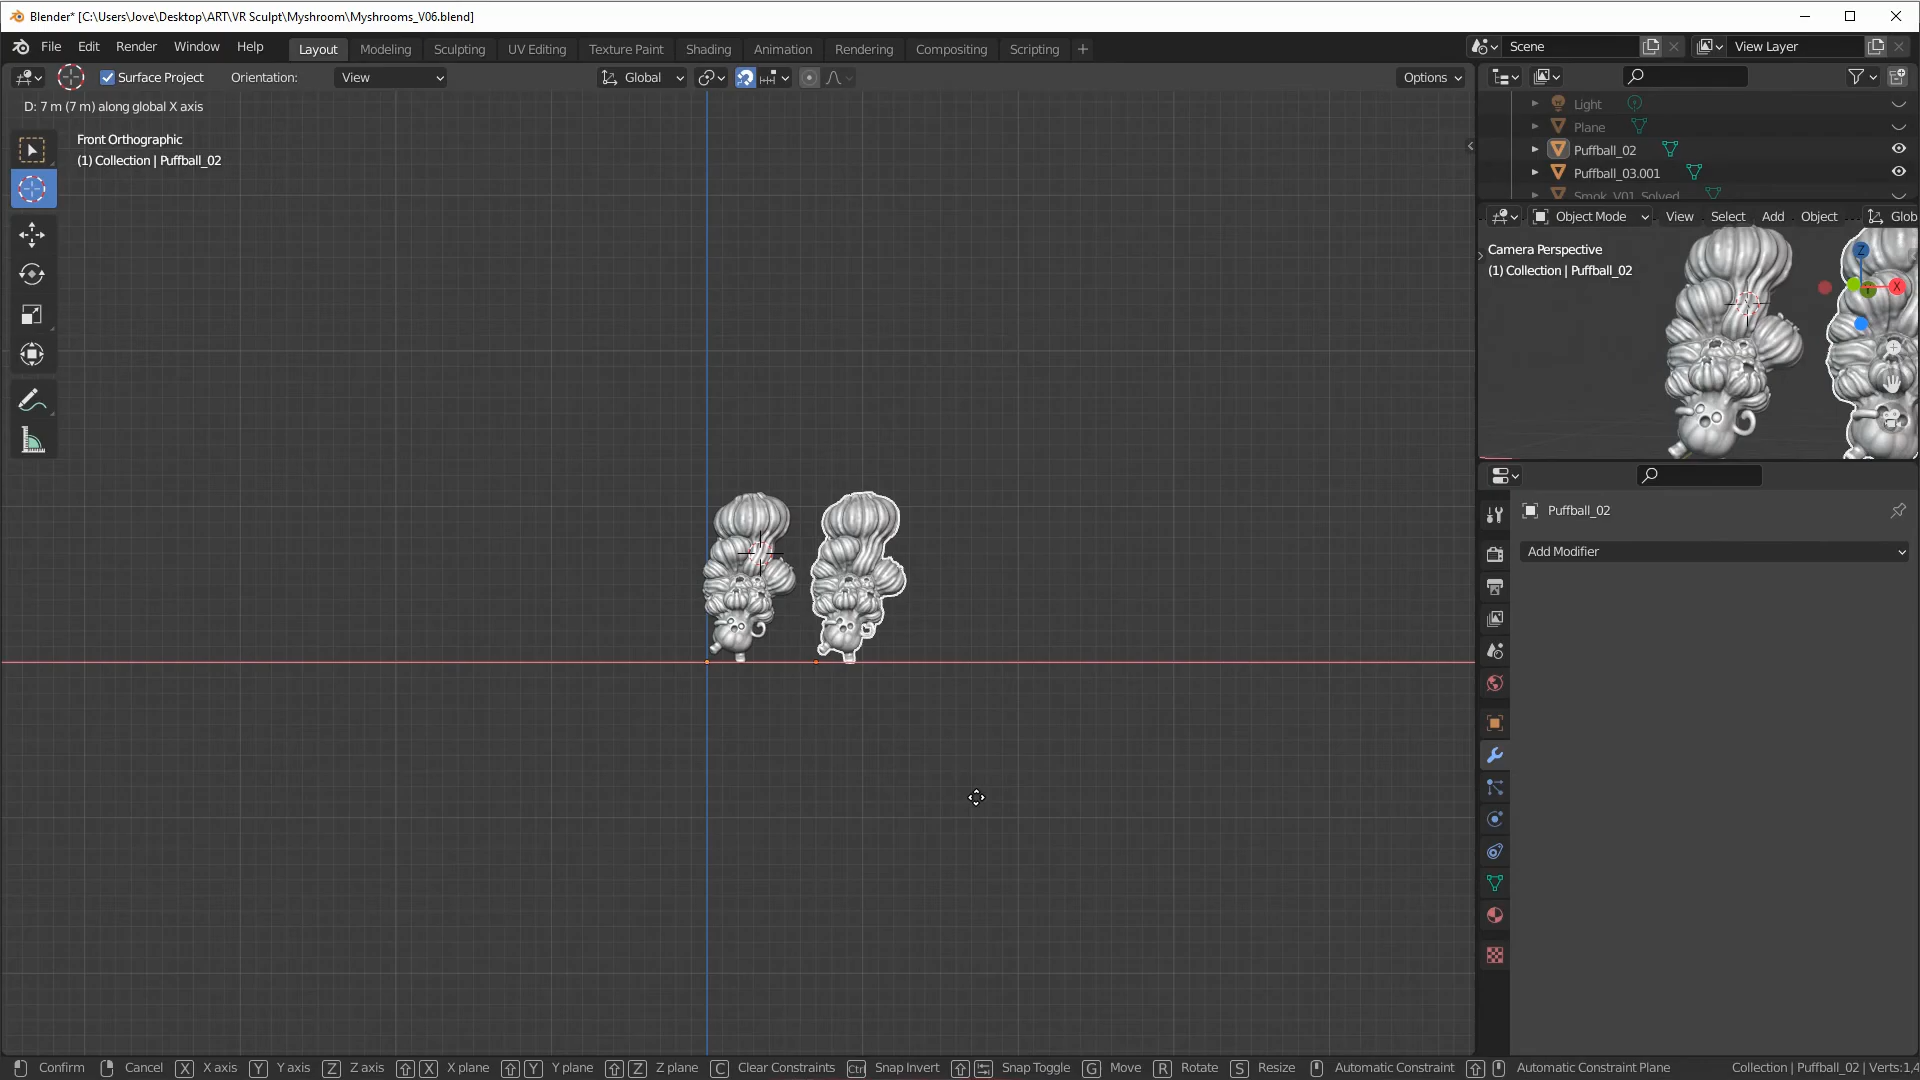 Blender* [C:\Users\Jove\Desktop\ART\VR Sculpt\Myshroom\Myshrooms_V06.blend]
File Edit Render Window Help Layout Modeling Sculpting UV Editing Texture Paint Shading Animation Rendering Compositing Scripting + Scene View Layer
Surface Project Orientation: View Global Options
D: 7 m (7 m) along global X axis
Front Orthographic
(1) Collection | Puffball_02
Light
Plane
Puffball_02
Puffball_03.001
Smok_V01_Solved
Object Mode View Select Add Object Glob
Camera Perspective
(1) Collection | Puffball_02
Z
X
Puffball_02
Add Modifier
Confirm Cancel X X axis Y Y axis Z Z axis X X plane Y Y plane Z Z plane C Clear Constraints Ctrl Snap Invert Snap Toggle G Move R Rotate S Resize Automatic Constraint Automatic Constraint Plane Collection | Puffball_02 | Verts:1,4